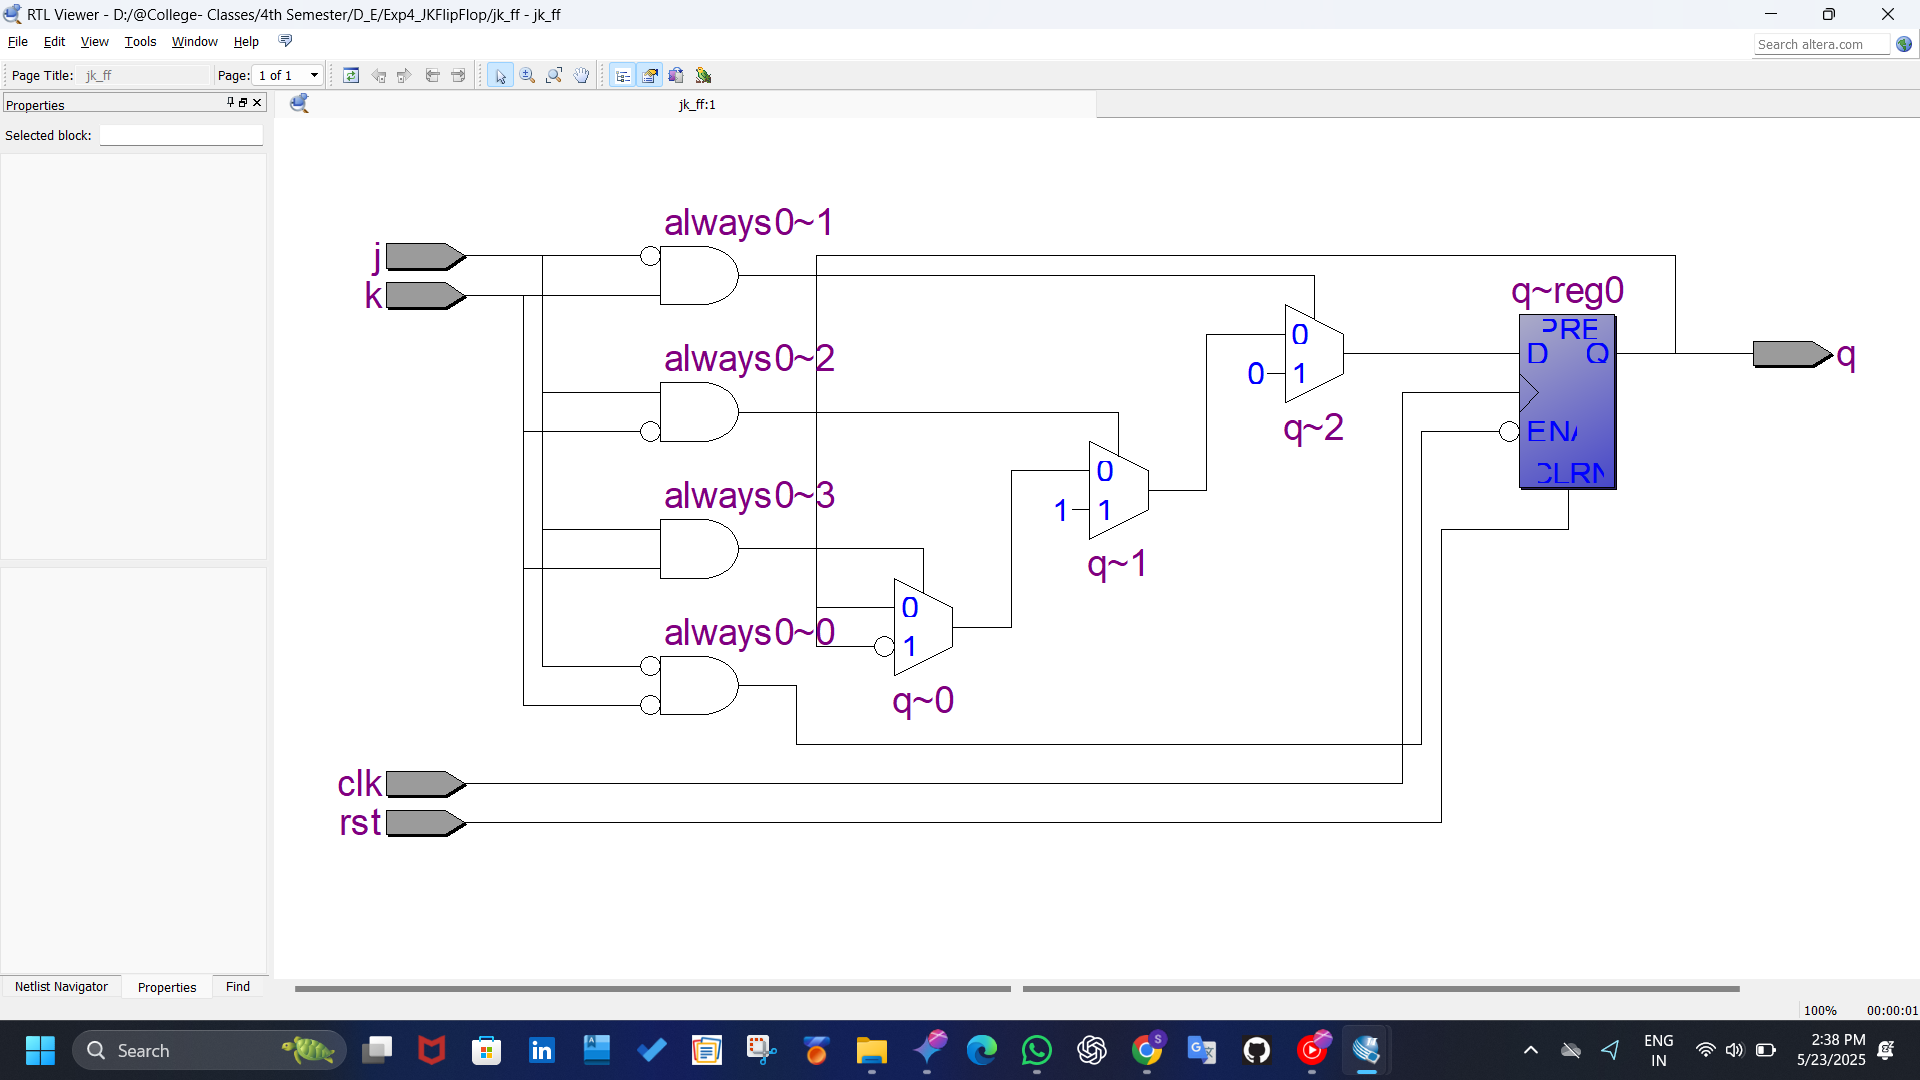 RTL Viewer - D:/@College- Classes/4th Semester/D_E/Exp4_JKFlipFlop/jk_ff - jk_ff
File Edit View Tools Window Help
Search altera.com
Page Title: jk_ff Page: 1 of 1
Properties
jk_ff:1
Selected block:
always0~1
j
k
q~reg0
PRE
0
D Q
q
always0~2
0 1
q~2
ENA
0
CLRN
always0~3
1 1
q~1
0
always0~0
1
q~0
clk
rst
Netlist Navigator Properties Find
100% 00:00:01
Search
S
ENG
IN
2:38 PM
5/23/2025